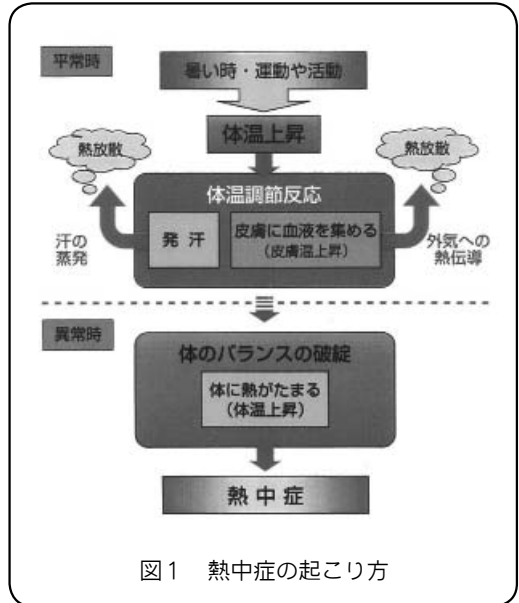 平常時
暑い時・運動や活動
体温上昇
熱放散
熱放散
体温調節反応
発汗
皮膚に血液を集める
(皮膚温上昇)
汗の
蒸発
外気への
熱伝導
異常時
体のバランスの破綻
体に熱がたまる
(体温上昇)
熱中症
図1 熱中症の起こり方